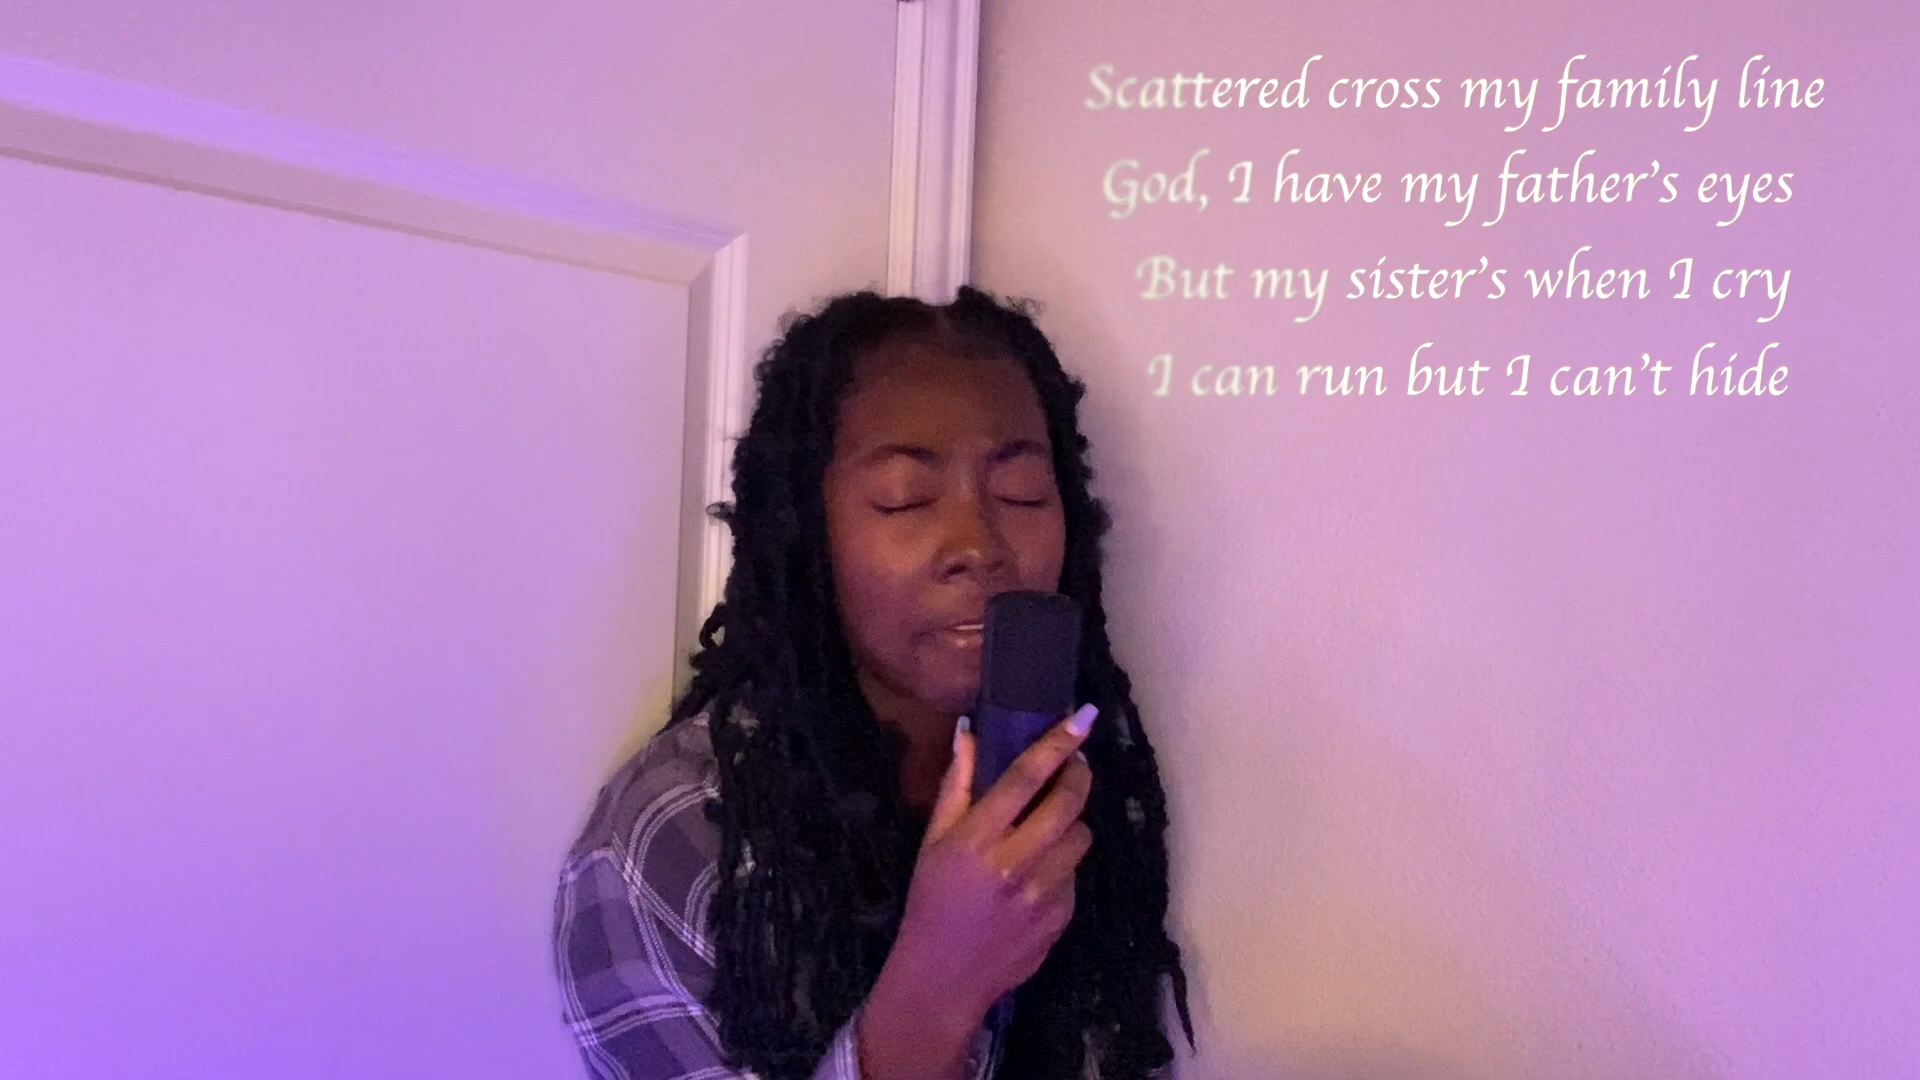 Scattered cross my family line
God, I have my father's eyes
But my sister's when I cry
I can run but I can't hide